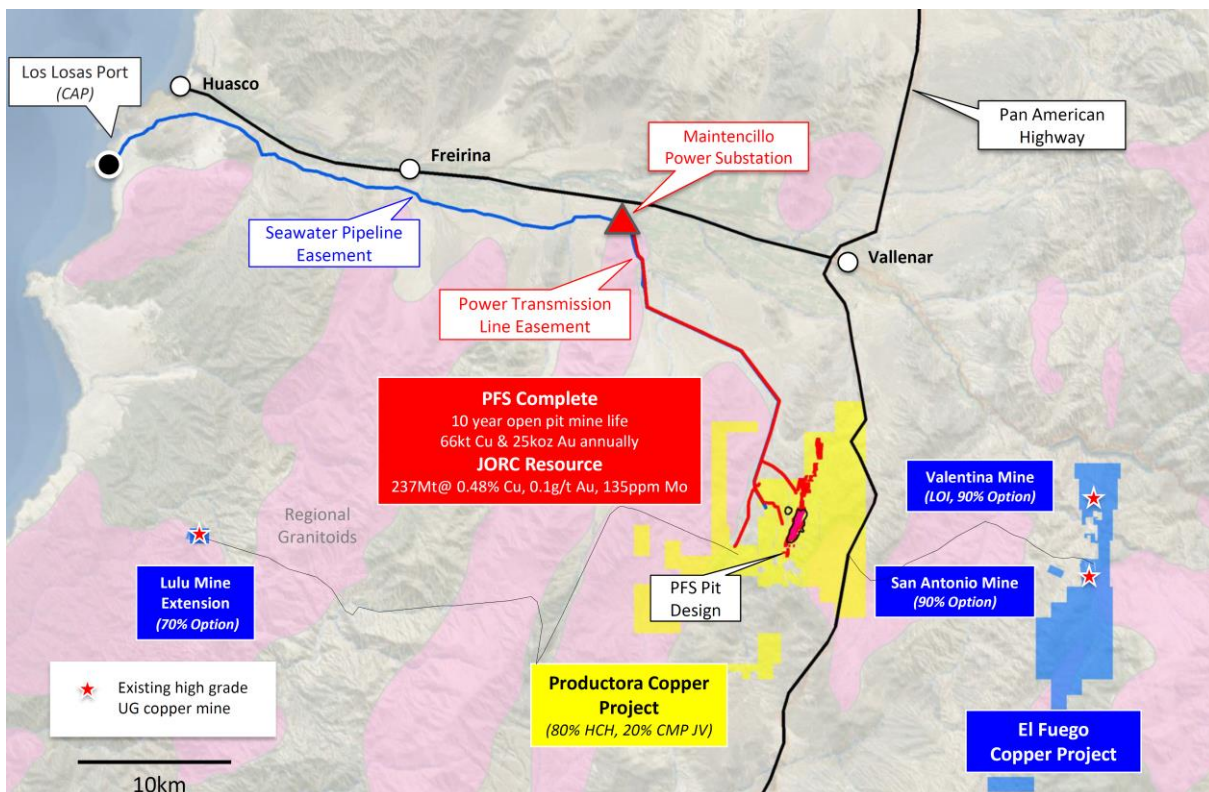 Los Losas Port
(CAP)
Huasco
Freirina
Maintencillo
Power Substation
Pan American
Highway
Seawater Pipeline
Easement
Vallenar
Power Transmission
Line Easement
PFS Complete
10 year open pit mine life
66kt Cu & 25koz Au annually
JORC Resource
237Mt@ 0.48% Cu, 0.1g/t Au, 135ppm Mo
Valentina Mine
(LOI, 90% Option)
Regional
Granitoids
Lulu Mine
Extension
(70% Option)
PFS Pit
Design
San Antonio Mine
(90% Option)
Existing high grade
UG copper mine
Productora Copper
Project
(80% HCH, 20% CMP JV)
El Fuego
Copper Project
10km